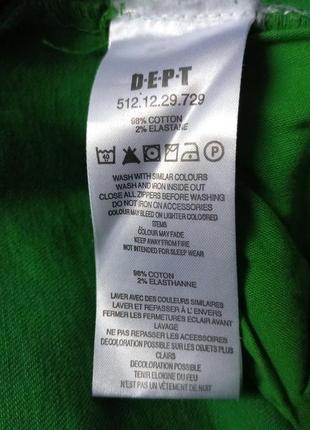 D·E·P·T
512.12.29.729
98% COTTON
2% ELASTANE
40 P
WASH WITH SIMILAR COLOURS
WASH AND IRON INSIDE OUT
CLOSE ALL ZIPPERS BEFORE WASHING
DO NOT IRON ON ACCESSORIES
COLOUR MAY BLEED ON LIGHTER COLOURED
ITEMS
COLOUR MAY FADE
KEEP AWAY FROM FIRE
NOT INTENDED FOR SLEEP WEAR
98% COTON
2% ELASTHANNE
LAVER AVEC DES COULEURS SIMILAIRES
LAVER ET REPASSER À L' ENVERS
FERMER LES FERMETURES ECLAIR AVANT
LAVAGE
NE PAS REPASSER LES ACCESSOIRES
DECOLORATION POSSIBLE SUR LES OBJETS PLUS
CLAIRS
DECOLORATION POSSIBLE
TENIR ELOIGNE DU FEU
N'EST PAS UN VÊTEMENT DE NUIT